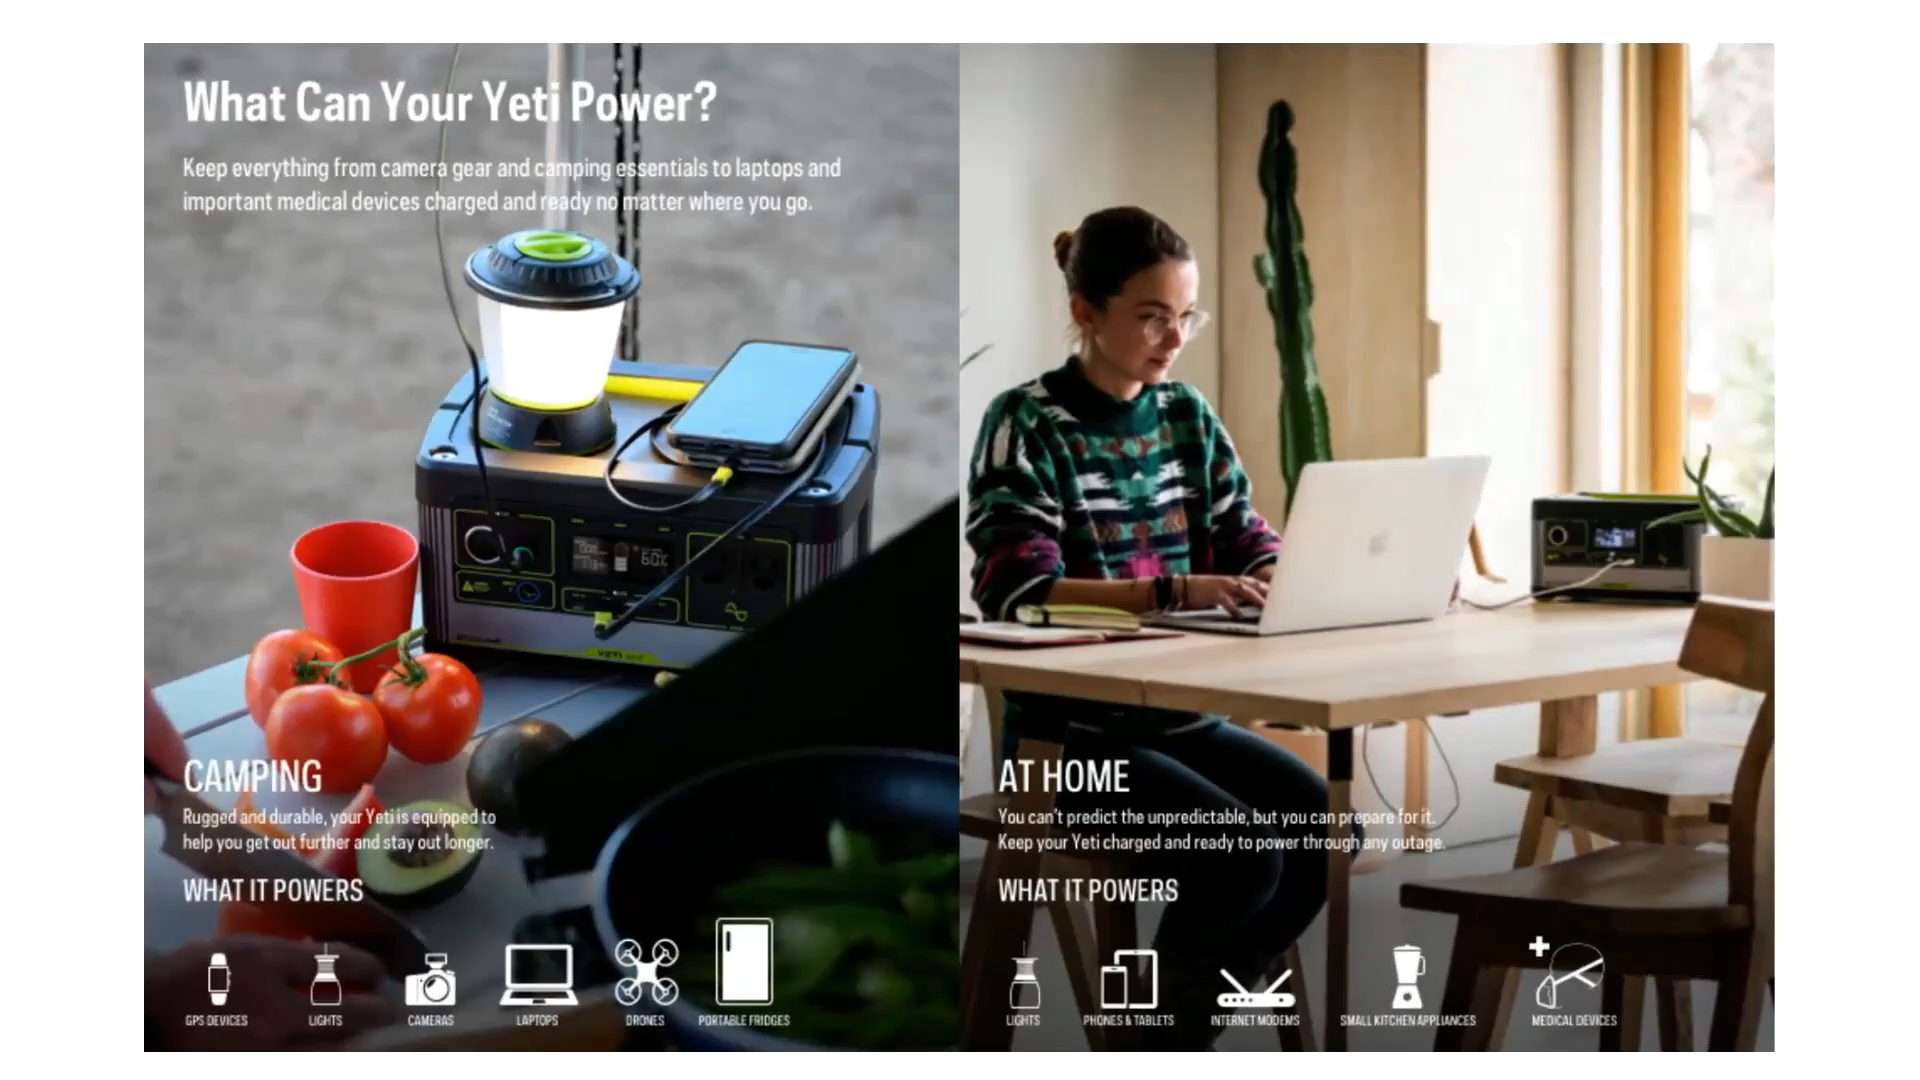 What Can Your Yeti Power?
Keep everything from camera gear and camping essentials to laptops and
important medical devices charged and ready no matter where you go.
60%
YETI
CAMPING
Rugged and durable, your Yeti is equipped to
help you get out further and stay out longer.
WHAT IT POWERS
GPS DEVICES
LIGHTS
CAMERAS
LAPTOPS
DRONES
PORTABLE FRIDGES
AT HOME
You can't predict the unpredictable, but you can prepare for it.
Keep your Yeti charged and ready to power through any outage.
WHAT IT POWERS
LIGHTS
PHONES & TABLETS
INTERNET MODEMS
SMALL KITCHEN APPLIANCES
MEDICAL DEVICES